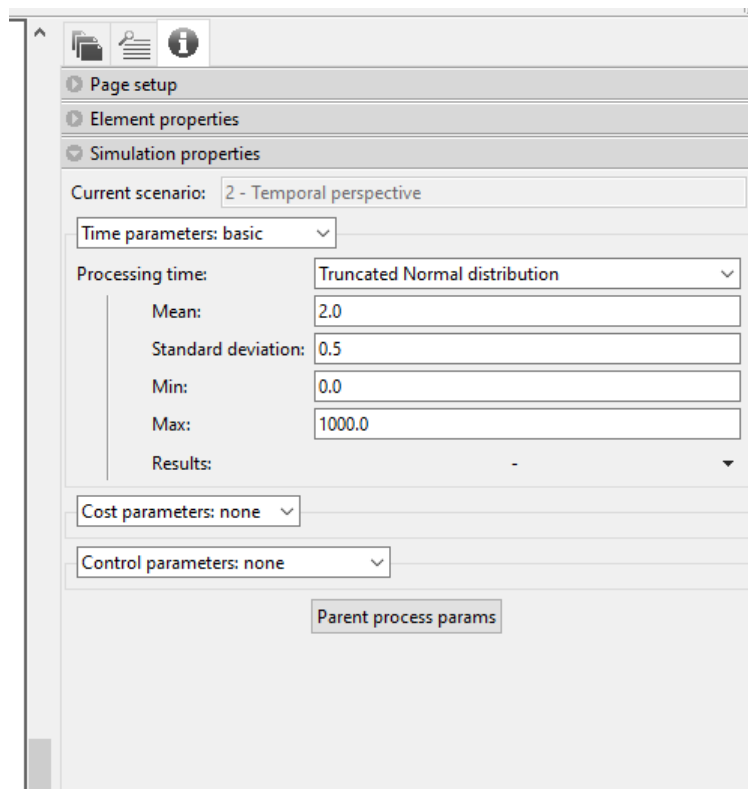 Page setup
Element properties
Simulation properties
Current scenario: 2 - Temporal perspective
Time parameters: basic
Processing time: Truncated Normal distribution
Mean: 2.0
Standard deviation: 0.5
Min: 0.0
Max: 1000.0
Results: -
Cost parameters: none
Control parameters: none
Parent process params